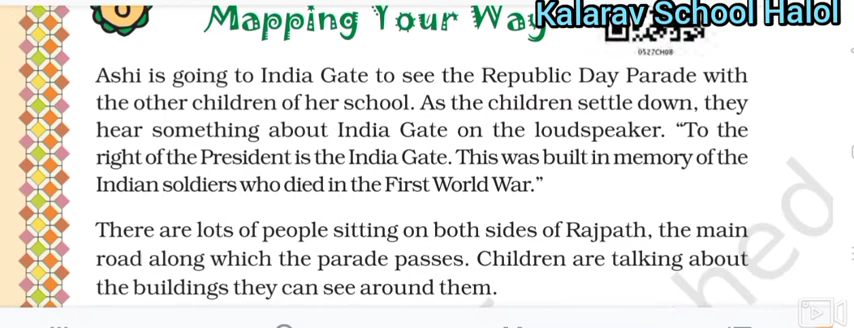 8
Mapping Your Way
Kalarav School Halol
0527CH08
Ashi is going to India Gate to see the Republic Day Parade with
the other children of her school. As the children settle down, they
hear something about India Gate on the loudspeaker. “To the
right of the President is the India Gate. This was built in memory of the
Indian soldiers who died in the First World War.”
There are lots of people sitting on both sides of Rajpath, the main
road along which the parade passes. Children are talking about
the buildings they can see around them.
hed